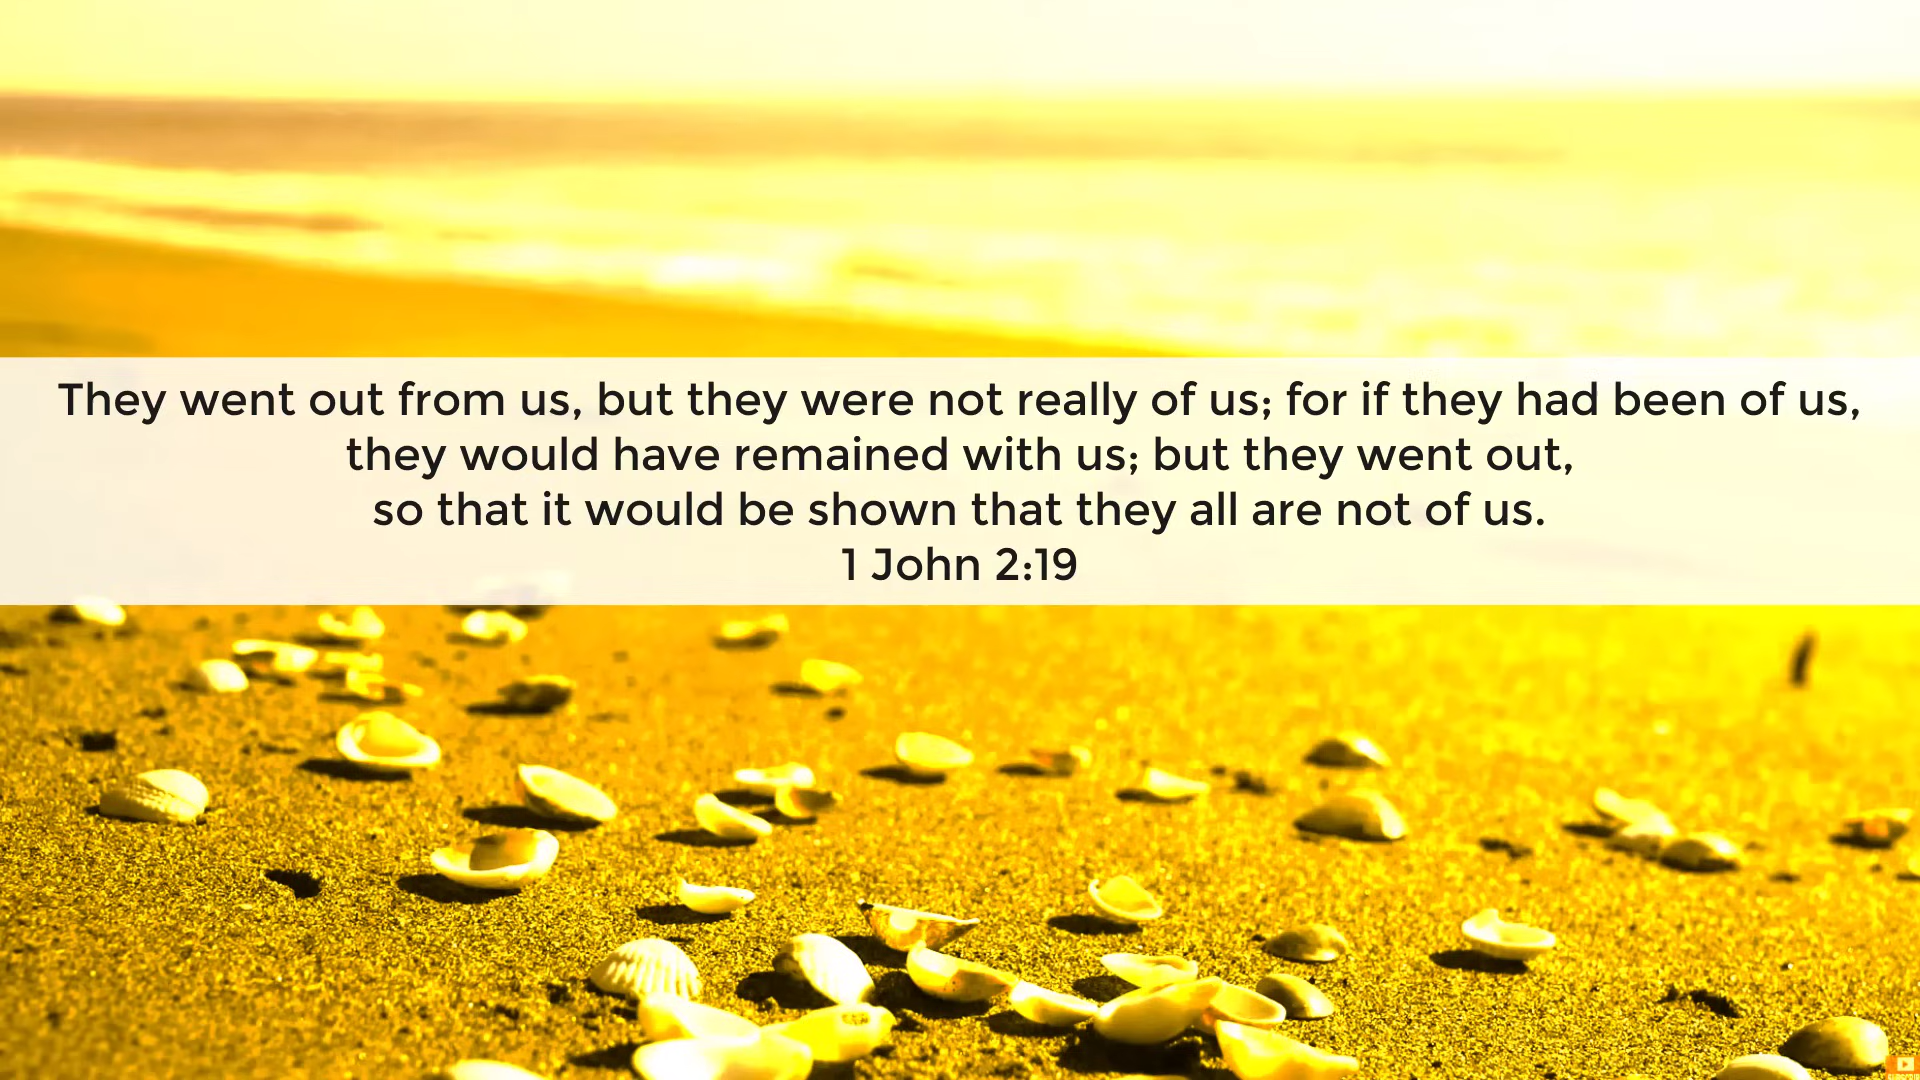 They went out from us, but they were not really of us; for if they had been of us,
they would have remained with us; but they went out,
so that it would be shown that they all are not of us.
1 John 2:19